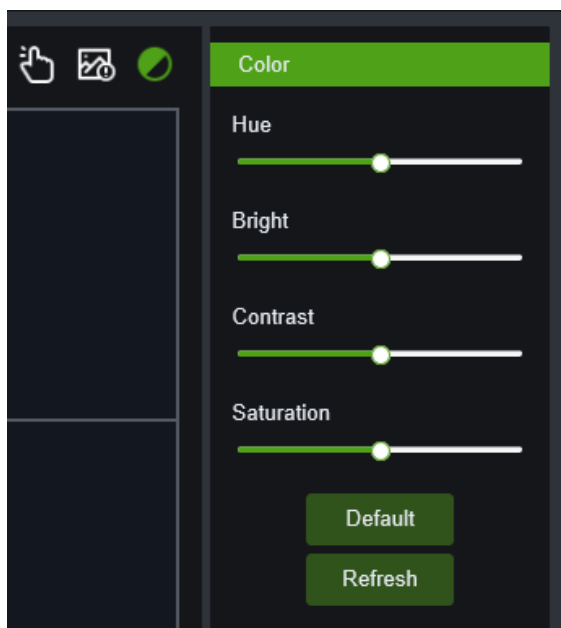 Color
Hue
Bright
Contrast
Saturation
Default
Refresh